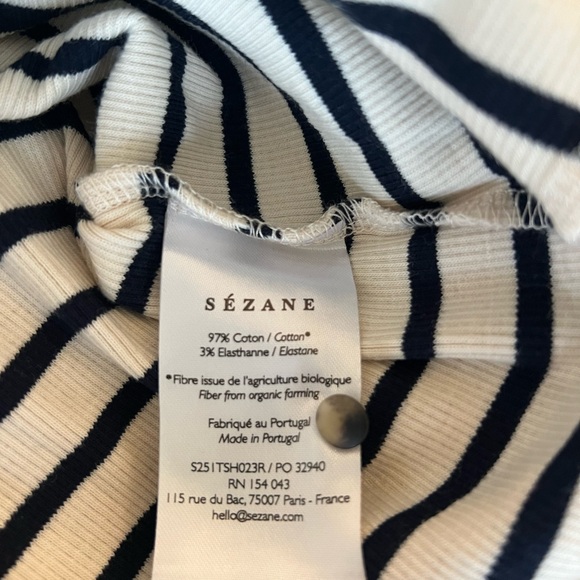 SÉZANE
97% Coton / Cotton*
3% Elasthanne / Elastane
*Fibre issue de l'agriculture biologique
Fiber from organic farming
Fabriqué au Portugal
Made in Portugal
S251TSH023R / PO 32940
RN 154 043
115 rue du Bac, 75007 Paris - France
hello@sezane.com